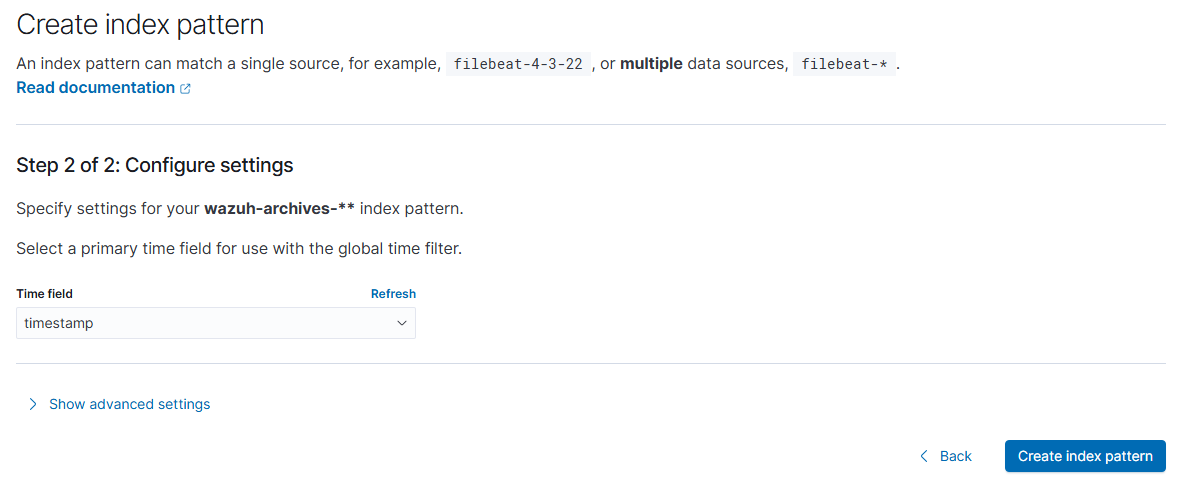 Create index pattern
An index pattern can match a single source, for example, filebeat-4-3-22 , or multiple data sources, filebeat-* .
Read documentation
Step 2 of 2: Configure settings
Specify settings for your wazuh-archives-** index pattern.
Select a primary time field for use with the global time filter.
Time field Refresh
timestamp
Show advanced settings
Back Create index pattern